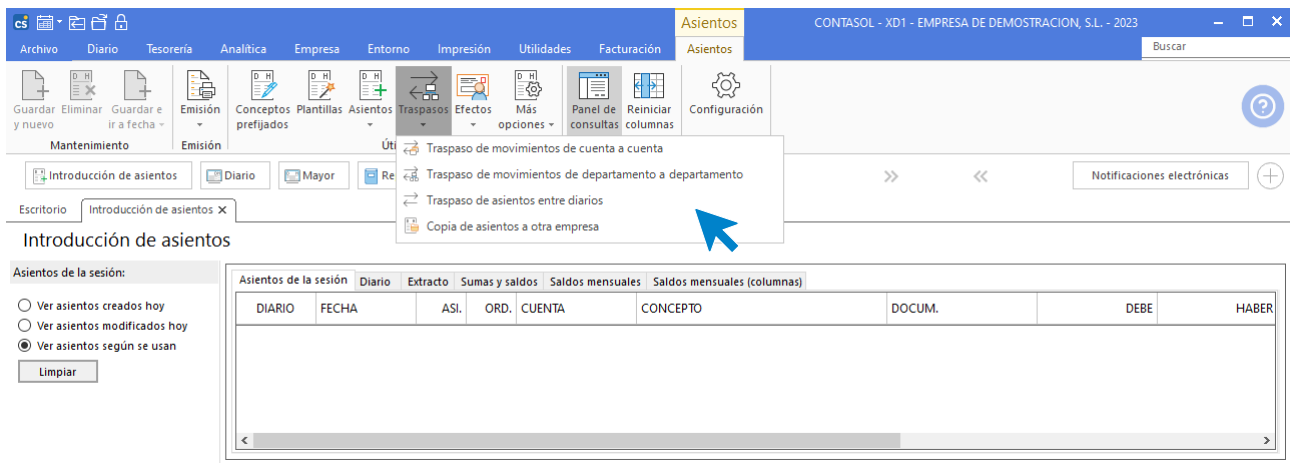 cs
Asientos
CONTASOL - XD1 - EMPRESA DE DEMOSTRACION, S.L. - 2023
Archivo Diario Tesorería Analítica Empresa Entorno Impresión Utilidades Facturación Asientos
Buscar
D H D H D H D H D H
Guardar Eliminar Guardar e Emisión Conceptos Plantillas Asientos Traspasos Efectos Más Panel de Reiniciar Configuración
y nuevo ir a fecha prefijados opciones consultas columnas
Mantenimiento Emisión Úti
Traspaso de movimientos de cuenta a cuenta
Traspaso de movimientos de departamento a departamento
Traspaso de asientos entre diarios
Copia de asientos a otra empresa
Introducción de asientos Diario Mayor Re Notificaciones electrónicas
Escritorio Introducción de asientos
Introducción de asientos
Asientos de la sesión:
Ver asientos creados hoy
Ver asientos modificados hoy
Ver asientos según se usan
Limpiar
Asientos de la sesión Diario Extracto Sumas y saldos Saldos mensuales Saldos mensuales (columnas)
DIARIO FECHA ASI. ORD. CUENTA CONCEPTO DOCUM. DEBE HABER